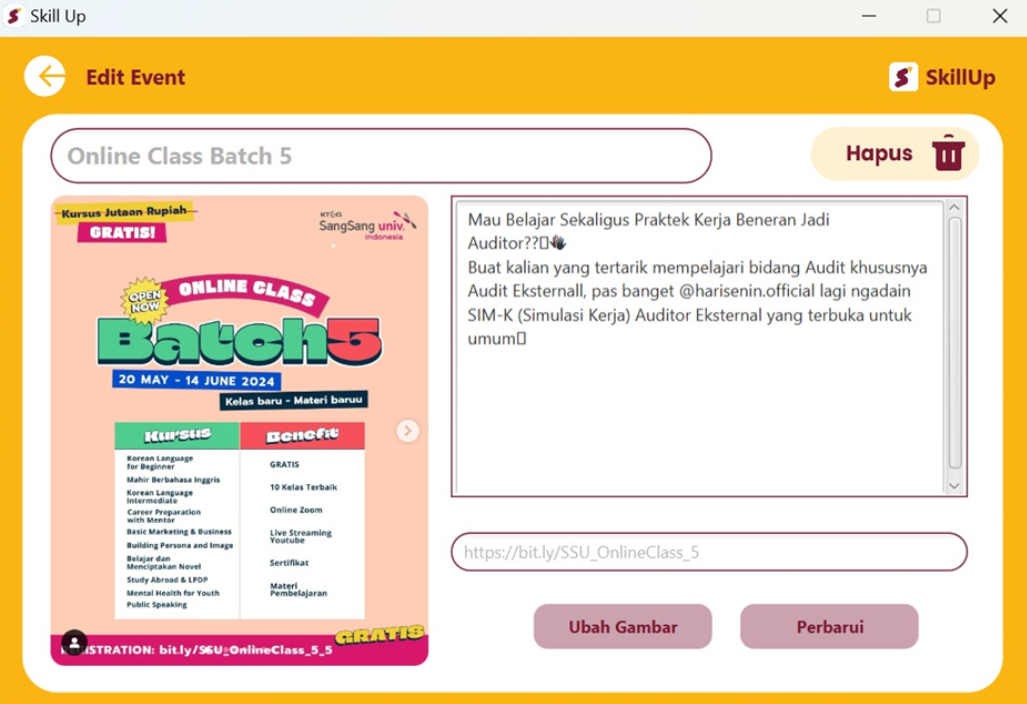 Skill Up
Edit Event
SkillUp
Online Class Batch 5
Hapus
Kursus Jutaan Rupiah
GRATIS!
KT&G
SangSang univ.
Indonesia
OPEN NOW
ONLINE CLASS
Batch 5
20 MAY - 14 JUNE 2024
Kelas baru - Materi baruu
Kursus
Korean Language
for Beginner
Mahir Berbahasa Inggris
Korean Language
Intermediate
Career Preparation
with Mentor
Basic Marketing & Business
Building Persona and Image
Belajar dan
Menciptakan Novel
Study Abroad & LPDP
Mental Health for Youth
Public Speaking
Benefit
GRATIS
10 Kelas Terbaik
Online Zoom
Live Streaming
Youtube
Sertifikat
Materi
Pembelajaran
GRATIS
bit.ly/SSU_OnlineClass_5_5
Mau Belajar Sekaligus Praktek Kerja Beneran Jadi
Auditor??👋
Buat kalian yang tertarik mempelajari bidang Audit khususnya
Audit Eksternall, pas banget @harisenin.official lagi ngadain
SIM-K (Simulasi Kerja) Auditor Eksternal yang terbuka untuk
umum
https://bit.ly/SSU_OnlineClass_5
Ubah Gambar
Perbarui